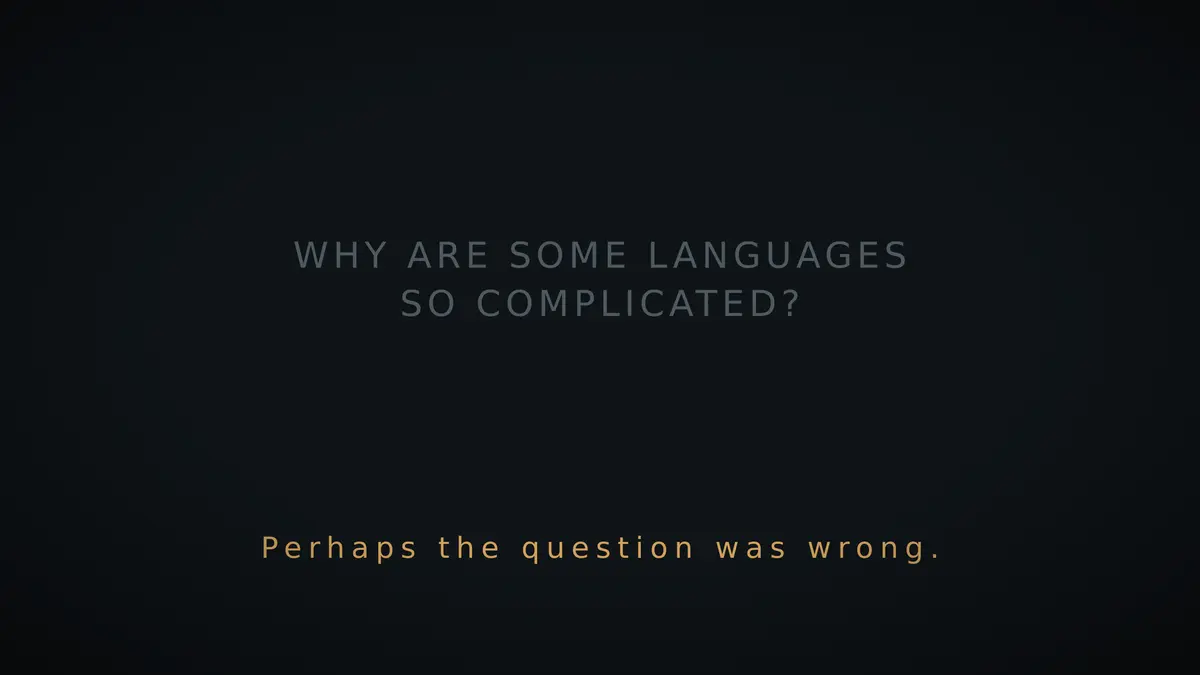 WHY ARE SOME LANGUAGES
SO COMPLICATED?
Perhaps the question was wrong.